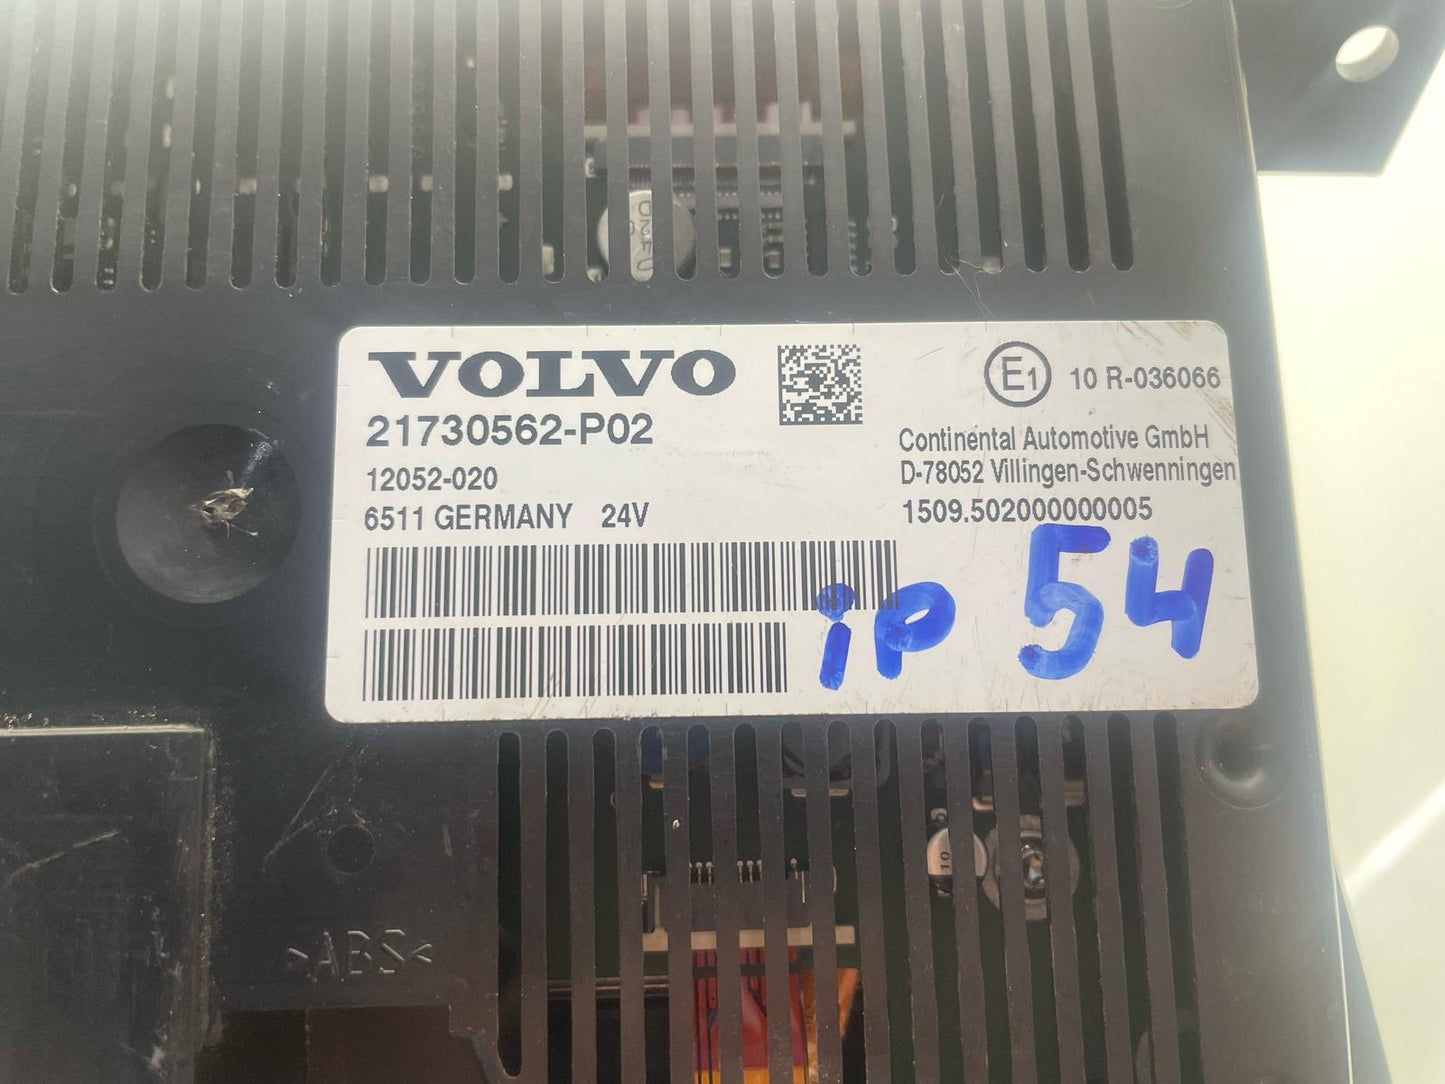 VOLVO
21730562-P02
12052-020
6511 GERMANY 24V
E1 10 R-036066
Continental Automotive GmbH
D-78052 Villingen-Schwenningen
1509.502000000005
iP 54
10
>ABS<